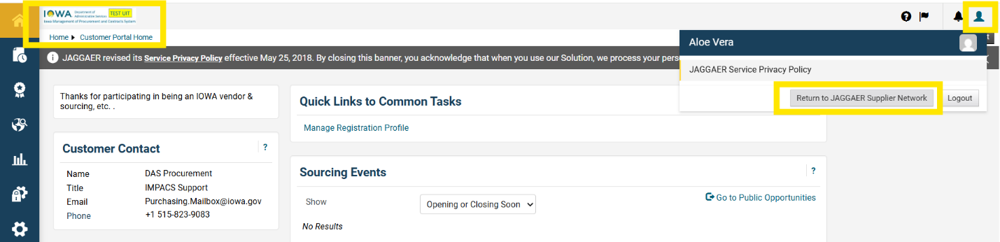 IOWA Department of Administrative Services TEST UIT
Iowa Management of Procurement and Contracts System
Home Customer Portal Home
Aloe Vera
JAGGAER revised its Service Privacy Policy effective May 25, 2018. By closing this banner, you acknowledge that when you use our Solution, we process your pers
JAGGAER Service Privacy Policy
Return to JAGGAER Supplier Network Logout
Thanks for participating in being an IOWA vendor &
sourcing, etc. .
Quick Links to Common Tasks
Manage Registration Profile
Customer Contact ?
Name DAS Procurement
Title IMPACS Support
Email Purchasing.Mailbox@iowa.gov
Phone +1 515-823-9083
Sourcing Events ?
Show Opening or Closing Soon
Go to Public Opportunities
No Results